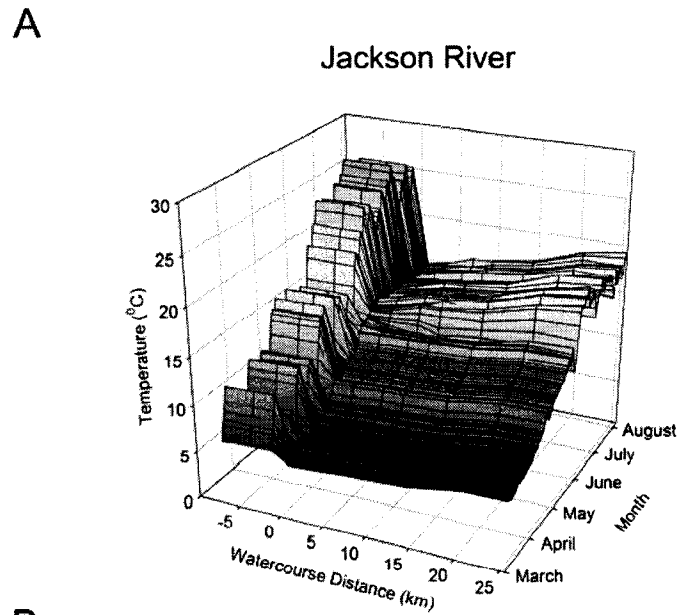 A
Jackson River
30
25
20
15
10
5
0
Temperature (⁰C)
-5
0
5
10
15
20
25
Watercourse Distance (km)
August
July
June
May
April
March
Month